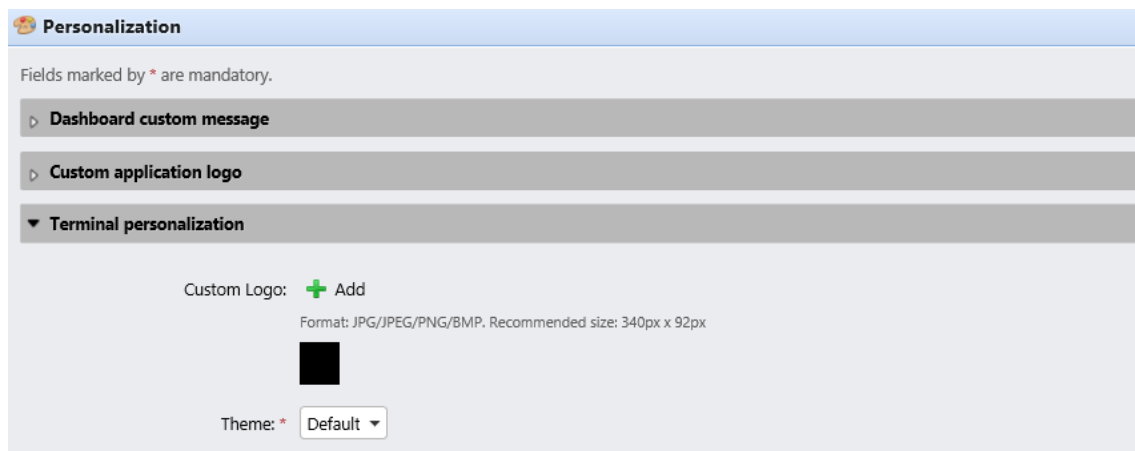 Personalization
Fields marked by * are mandatory.
Dashboard custom message
Custom application logo
Terminal personalization
Custom Logo: Add
Format: JPG/JPEG/PNG/BMP. Recommended size: 340px x 92px
Theme: * Default